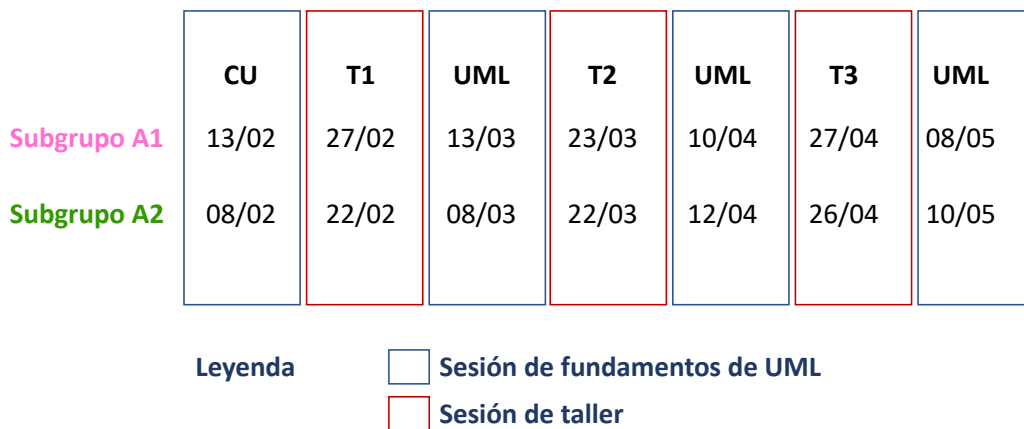 CU T1 UML T2 UML T3 UML
Subgrupo A1 13/02 27/02 13/03 23/03 10/04 27/04 08/05
Subgrupo A2 08/02 22/02 08/03 22/03 12/04 26/04 10/05
Leyenda Sesión de fundamentos de UML
Sesión de taller